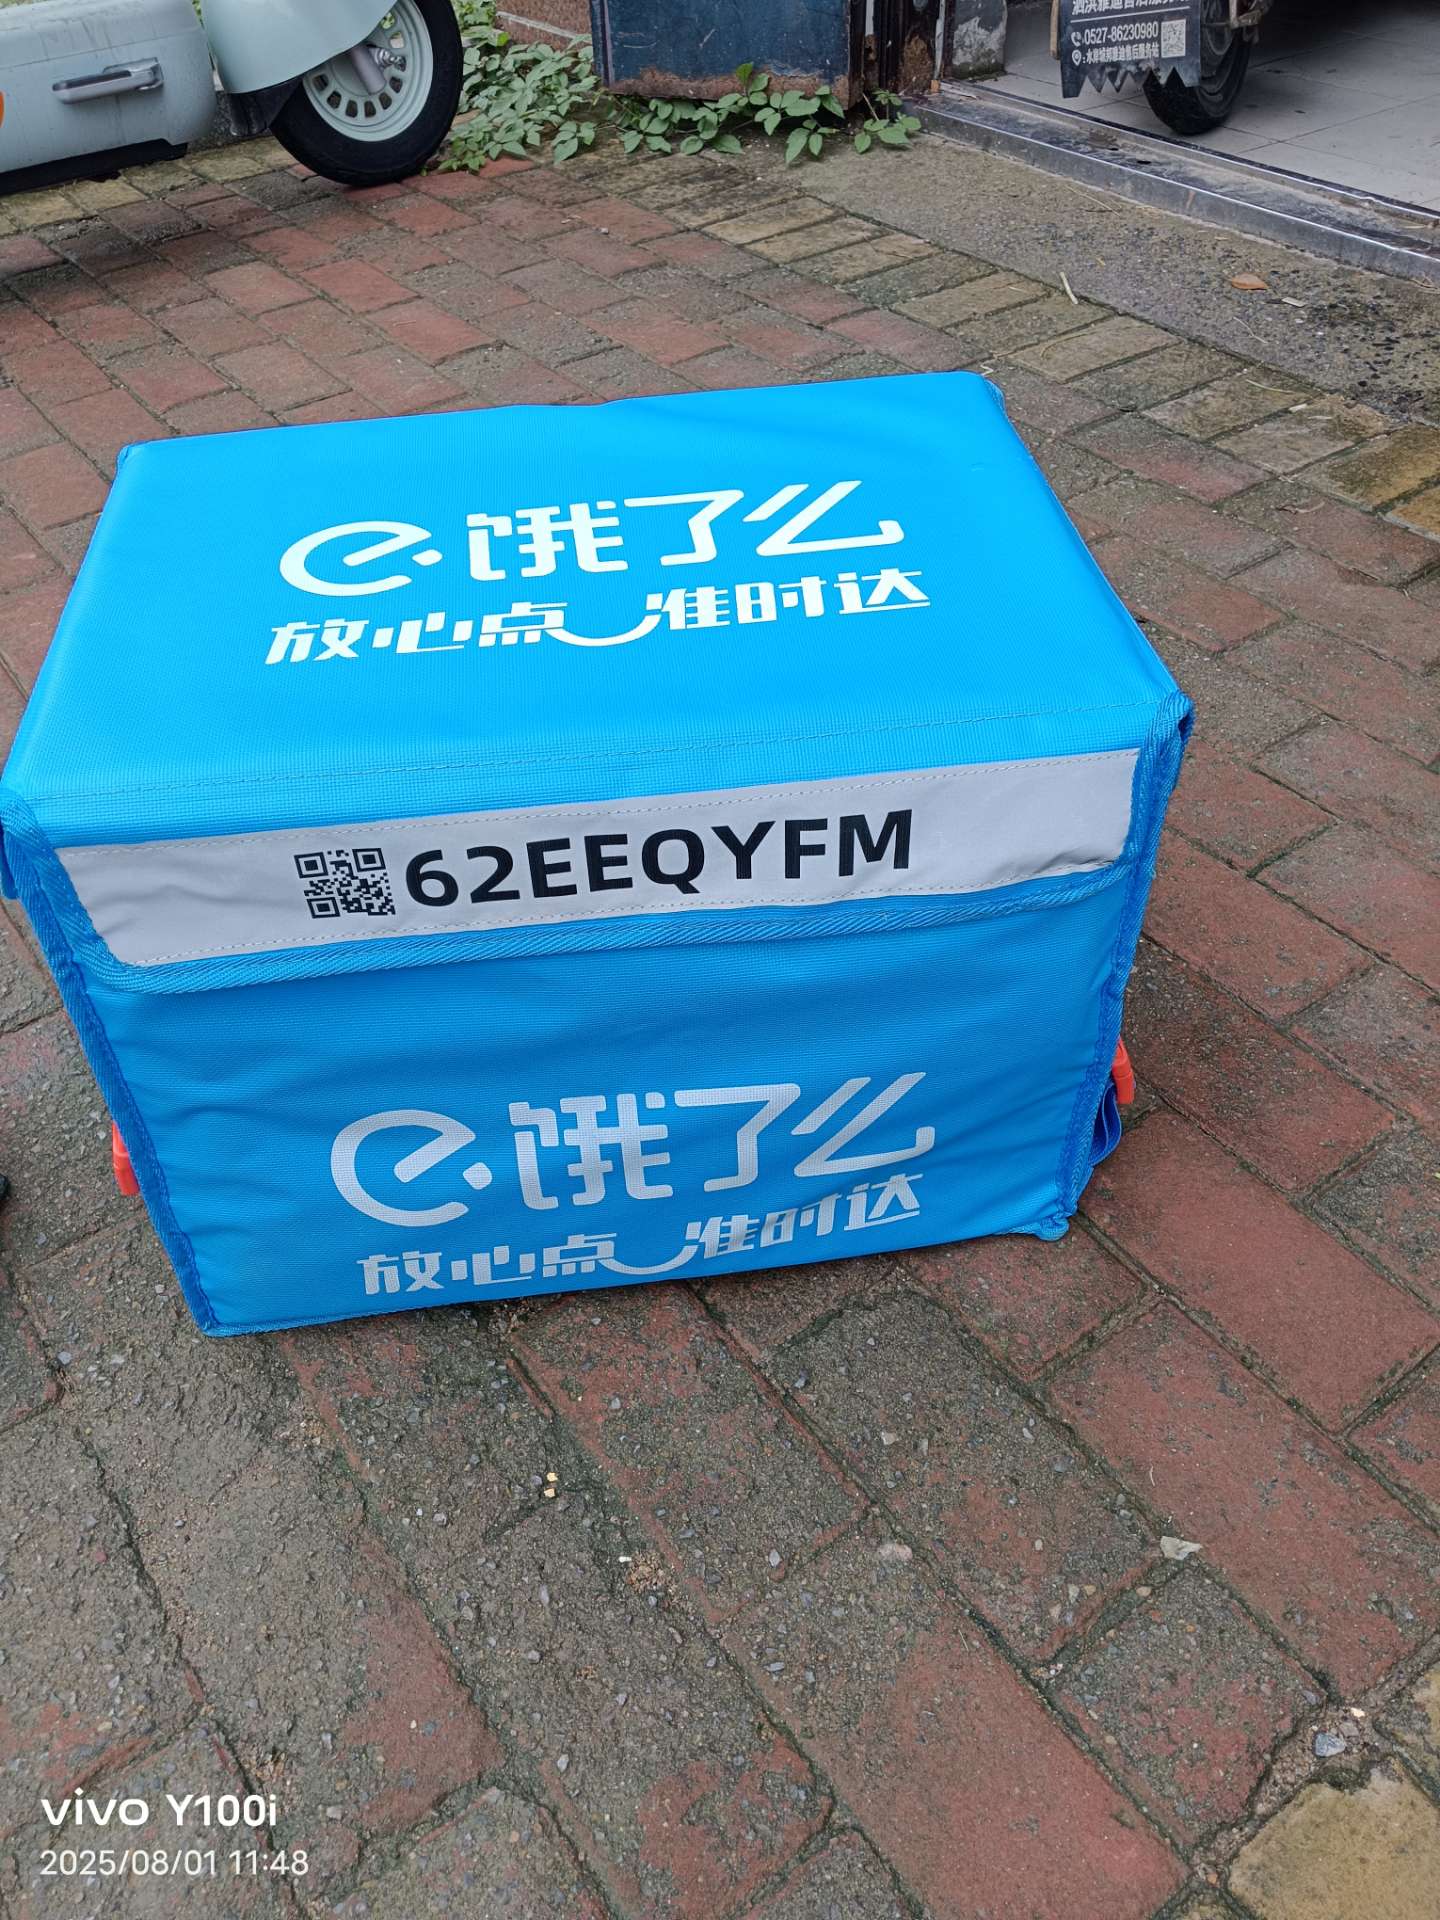 0527-86230980
饿了么
放心点 准时达
62EEQYFM
饿了么
放心点 准时达
vivo Y100i
2025/08/01 11:48